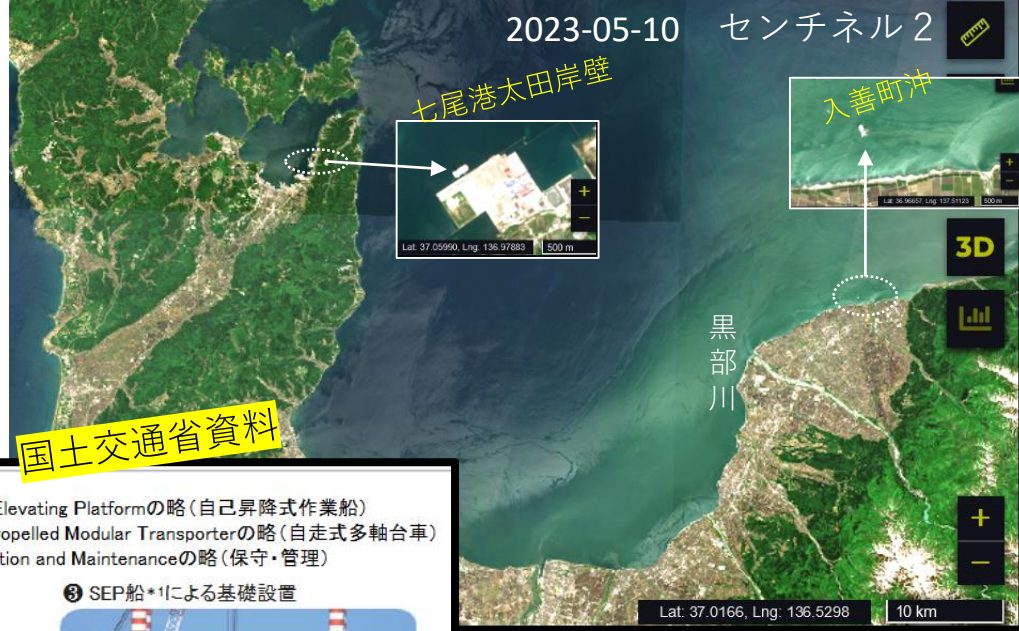 2023-05-10 センチネル２
七尾港太田岸壁
入善町沖
+
−
Lat: 37.05990, Lng: 136.97883
500 m
+
−
Lat: 36.96657, Lng: 137.51123
500 m
3D
黒部川
国土交通省資料
Elevating Platformの略(自己昇降式作業船)
opelled Modular Transporterの略(自走式多軸台車)
tion and Maintenanceの略(保守・管理)
❸ SEP船*1による基礎設置
+
−
Lat: 37.0166, Lng: 136.5298
10 km